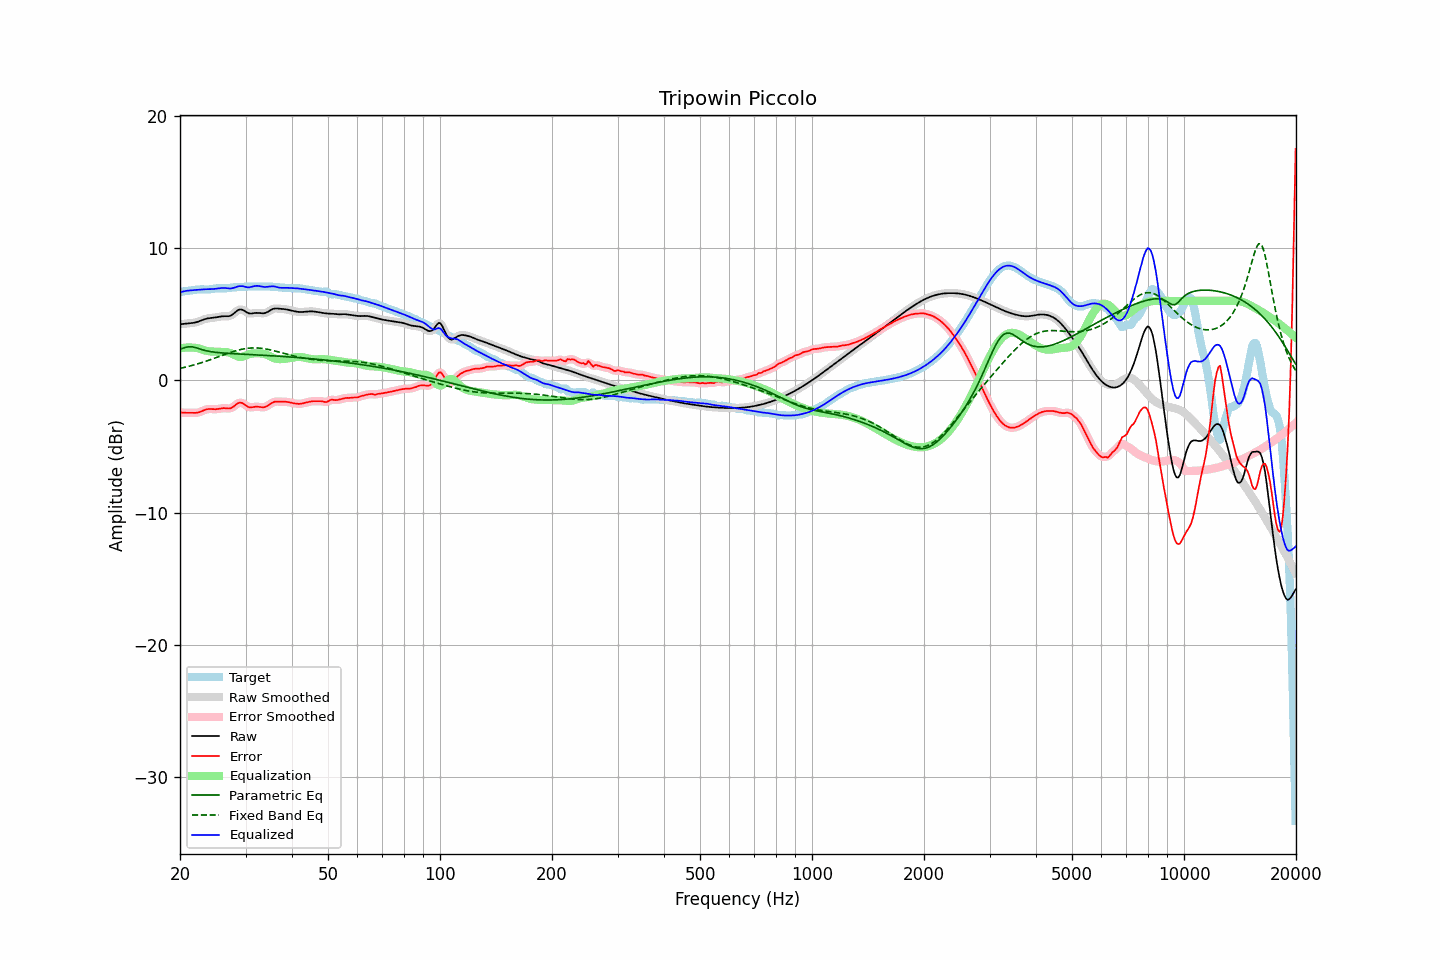 Tripowin Piccolo
20
10
0
−10
−20
−30
Amplitude (dBr)
Target
Raw Smoothed
Error Smoothed
Raw
Error
Equalization
Parametric Eq
Fixed Band Eq
Equalized
20 50 100 200 500 1000 2000 5000 10000 20000
Frequency (Hz)